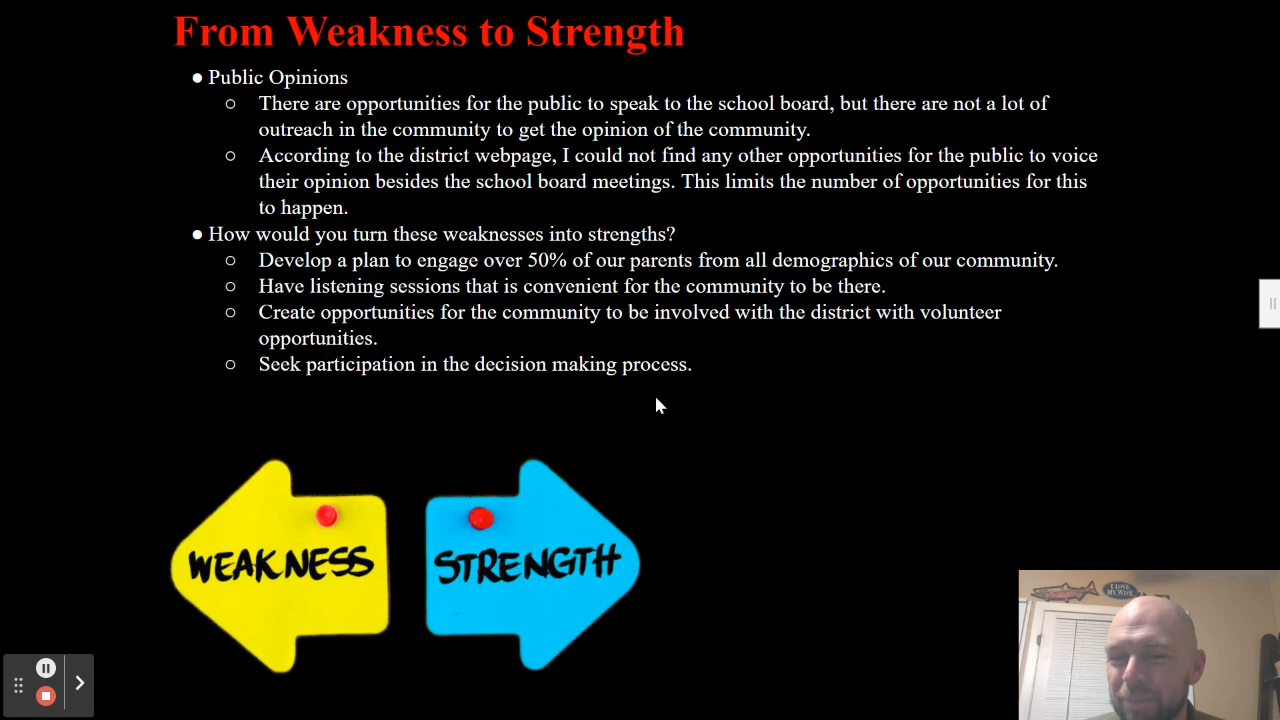 From Weakness to Strength
● Public Opinions
○ There are opportunities for the public to speak to the school board, but there are not a lot of
outreach in the community to get the opinion of the community.
○ According to the district webpage, I could not find any other opportunities for the public to voice
their opinion besides the school board meetings. This limits the number of opportunities for this
to happen.
● How would you turn these weaknesses into strengths?
○ Develop a plan to engage over 50% of our parents from all demographics of our community.
○ Have listening sessions that is convenient for the community to be there.
○ Create opportunities for the community to be involved with the district with volunteer
opportunities.
○ Seek participation in the decision making process.
WEAKNESS
STRENGTH
I LOVE
MY WIFE